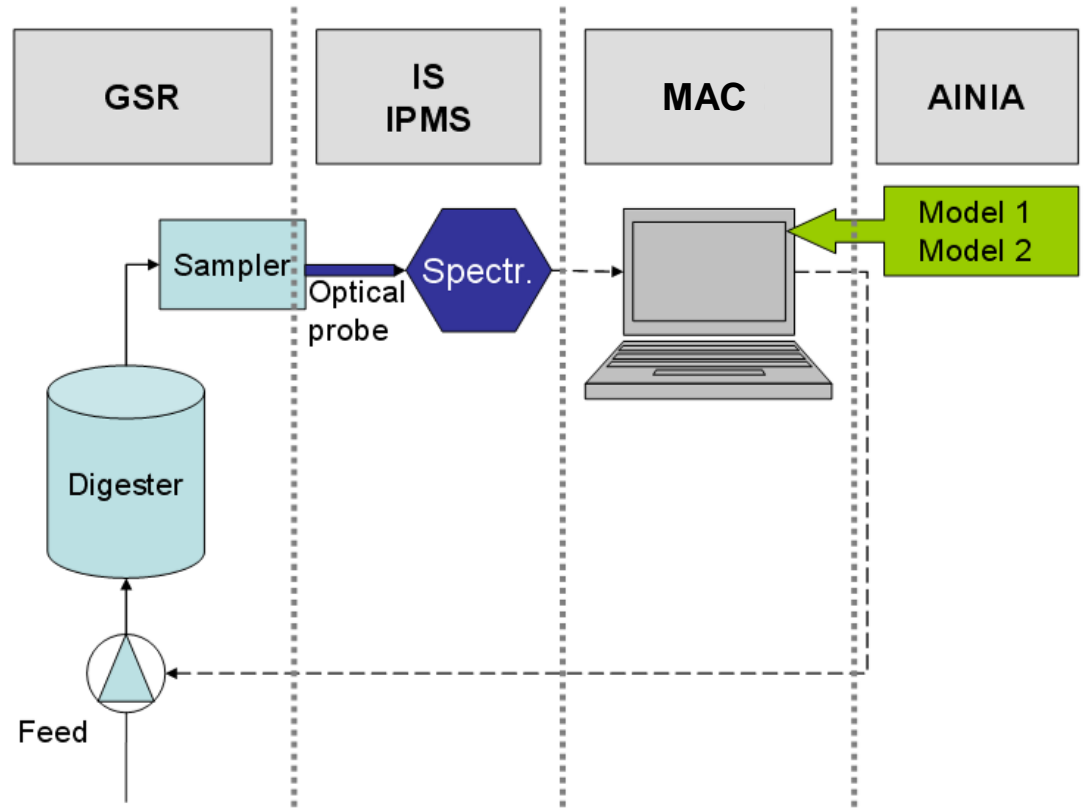 GSR
IS
IPMS
MAC
AINIA
Model 1
Model 2
Sampler
Optical
probe
Spectr.
Digester
Feed